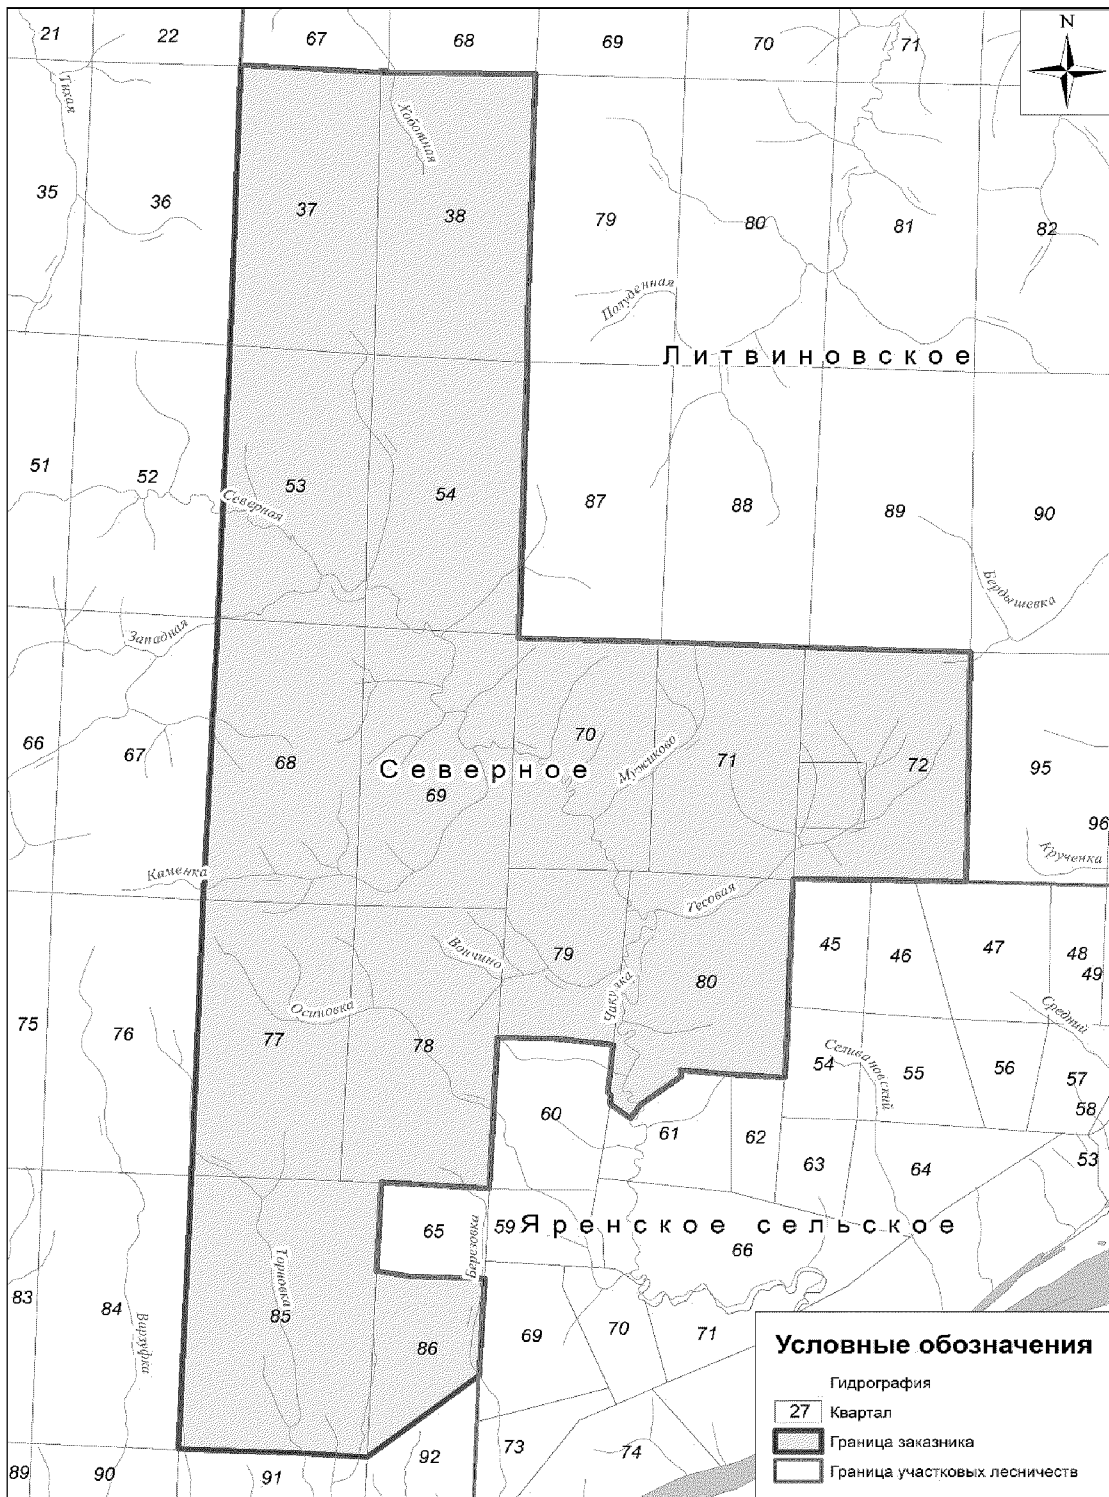 21 22 67 68 69 70 71 N
Тихая
Хоботная
35 36 37 38 79 80 81 82
Полуденная
Литвиновское
51 52 53 54 87 88 89 90
Северная
Бердышевка
Западная
66 67 68 70 71 72 95
Мужиково
Северное
69 96
Каменка
Крученка
Тесовая
45 46 47 48 49
Вончино
79 80
Чакулка
Осиновка
Средний
75 76 77 78
Селивановский
54 55 56 57 58
60 61 62 63 64 53
65 59 Яренское сельское
66
Березовка
Торновка
83 84 85 86 69 70 71
89 90 91 92 73 74
Условные обозначения
Гидрография
27 Квартал
Граница заказника
Граница участковых лесничеств